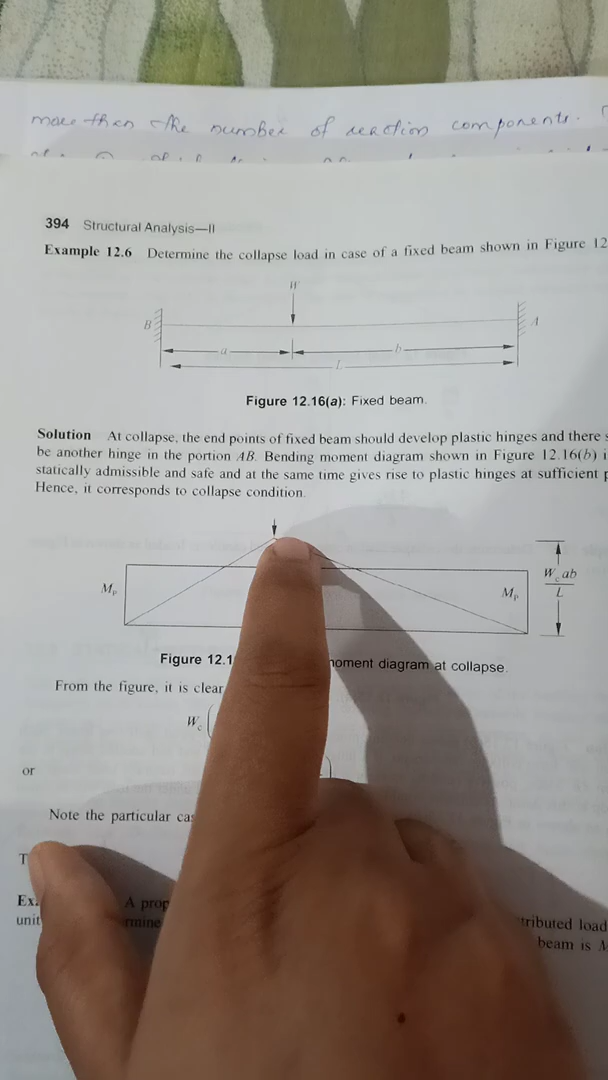 more than the number of reaction components.
394 Structural Analysis—II
Example 12.6 Determine the collapse load in case of a fixed beam shown in Figure 12
W
B
A
a
b
L
Figure 12.16(a): Fixed beam.
Solution At collapse, the end points of fixed beam should develop plastic hinges and there s
be another hinge in the portion AB. Bending moment diagram shown in Figure 12.16(b) i
statically admissible and safe and at the same time gives rise to plastic hinges at sufficient p
Hence, it corresponds to collapse condition.
Mp
Mp
Wc ab
L
Figure 12.1 moment diagram at collapse.
From the figure, it is clear
Wc (
or )
Note the particular cas
T
Ex. A prop
unit rmine tributed load
beam is M